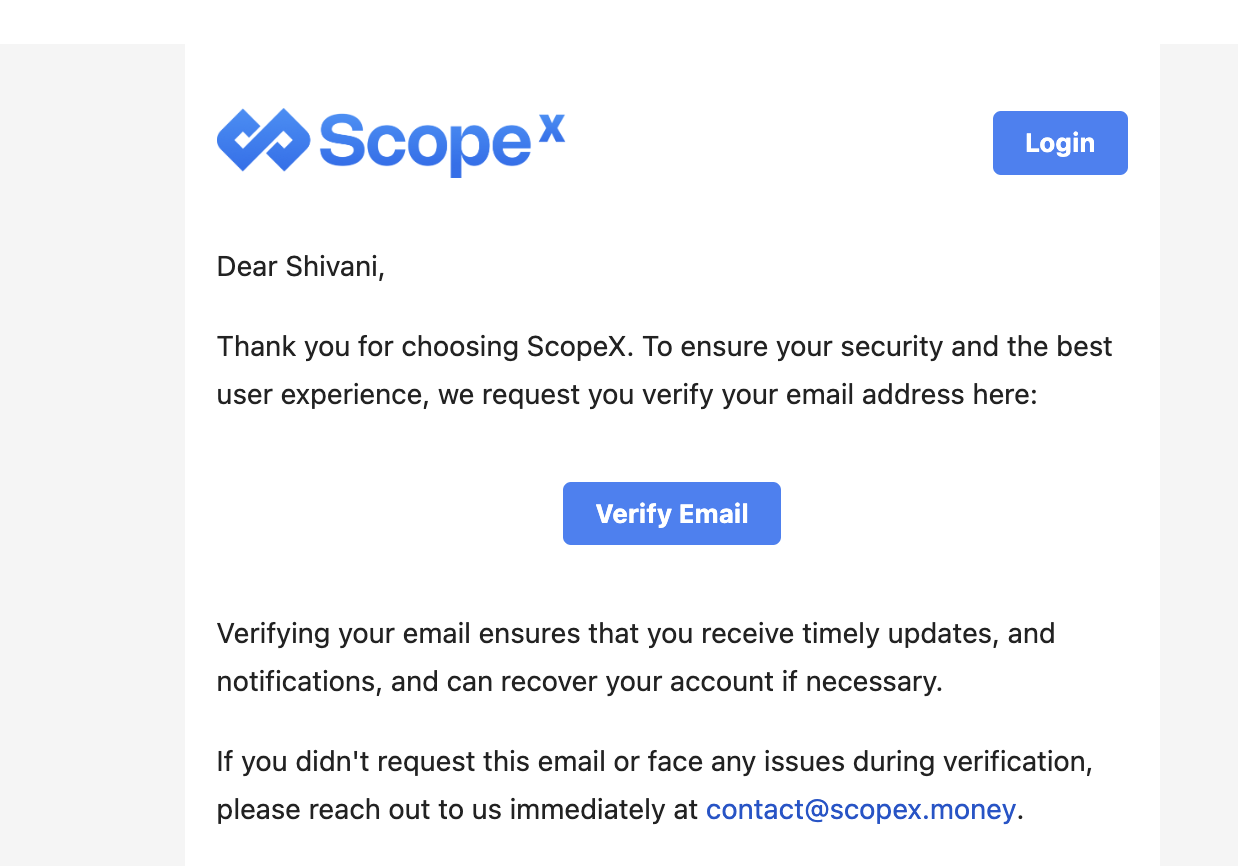 Scope X
Login
Dear Shivani,
Thank you for choosing ScopeX. To ensure your security and the best
user experience, we request you verify your email address here:
Verify Email
Verifying your email ensures that you receive timely updates, and
notifications, and can recover your account if necessary.
If you didn't request this email or face any issues during verification,
please reach out to us immediately at contact@scopex.money.